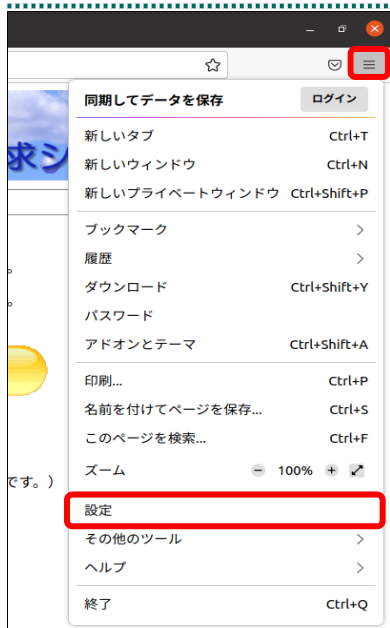 同期してデータを保存 ログイン
新しいタブ Ctrl+T
新しいウィンドウ Ctrl+N
新しいプライベートウィンドウ Ctrl+Shift+P
求シ
ブックマーク
履歴
ダウンロード Ctrl+Shift+Y
パスワード
アドオンとテーマ Ctrl+Shift+A
印刷... Ctrl+P
名前を付けてページを保存... Ctrl+S
このページを検索... Ctrl+F
ズーム 100%
です。）
設定
その他のツール
ヘルプ
終了 Ctrl+Q